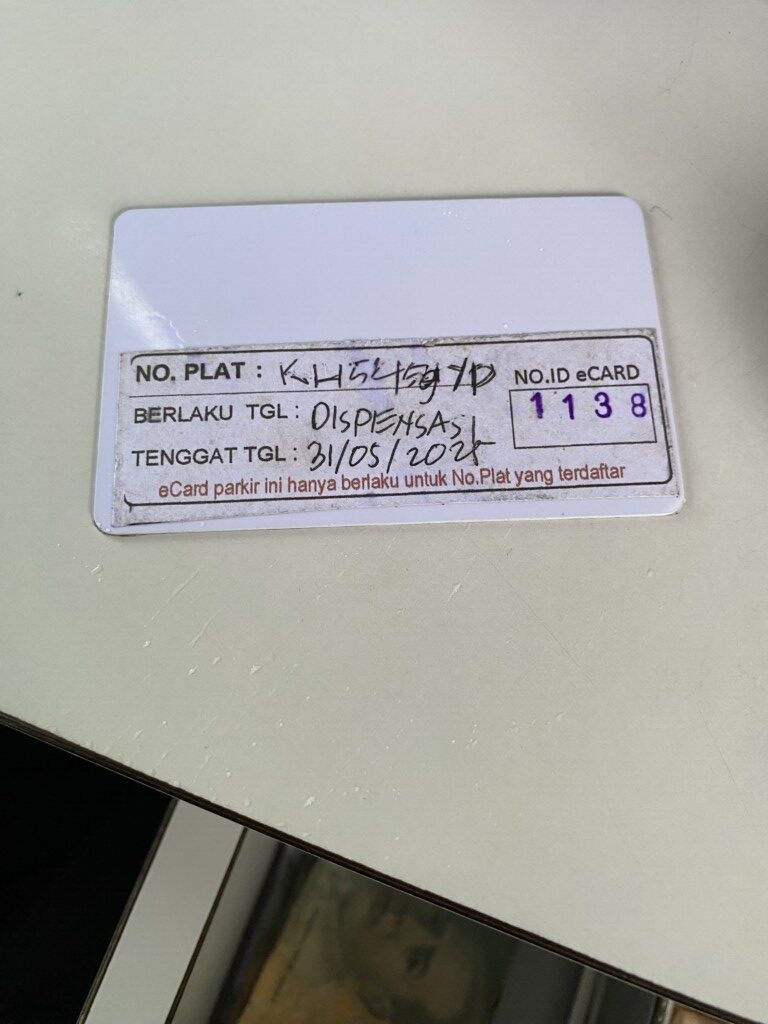 NO. PLAT : KH5459YP
NO.ID eCARD
1138
BERLAKU TGL : DISPENSASI
TENGGAT TGL : 31/05/2025
eCard parkir ini hanya berlaku untuk No.Plat yang terdaftar